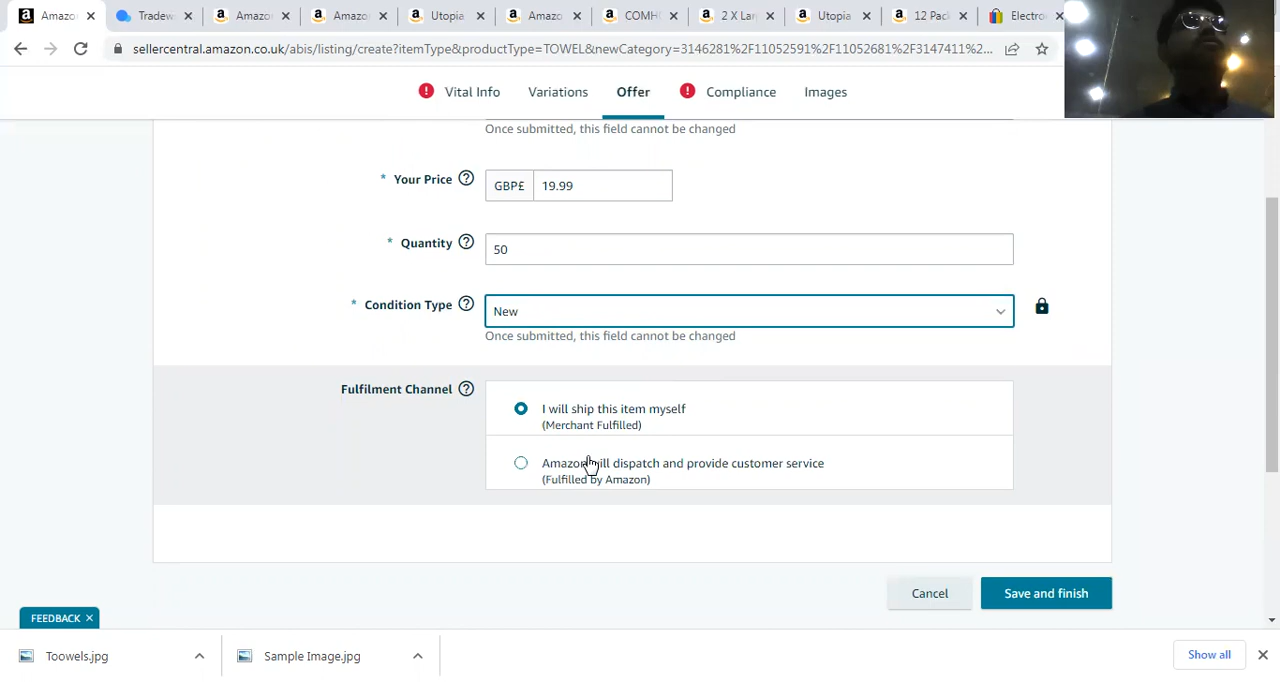 Amazo
Tradew
Amazo
Amazo
Utopia
Amazo
COMH
2 X La
Utopia
12 Pac
Electro
sellercentral.amazon.co.uk/abis/listing/create?itemType&productType=TOWEL&newCategory=3146281%2F11052591%2F11052681%2F3147411%2...
! Vital Info
Variations
Offer
! Compliance
Images
Once submitted, this field cannot be changed
* Your Price ?
GBP£ 19.99
* Quantity ?
50
* Condition Type ?
New
Once submitted, this field cannot be changed
Fulfilment Channel ?
I will ship this item myself
(Merchant Fulfilled)
Amazon will dispatch and provide customer service
(Fulfilled by Amazon)
Cancel
Save and finish
FEEDBACK
Toowels.jpg
Sample Image.jpg
Show all